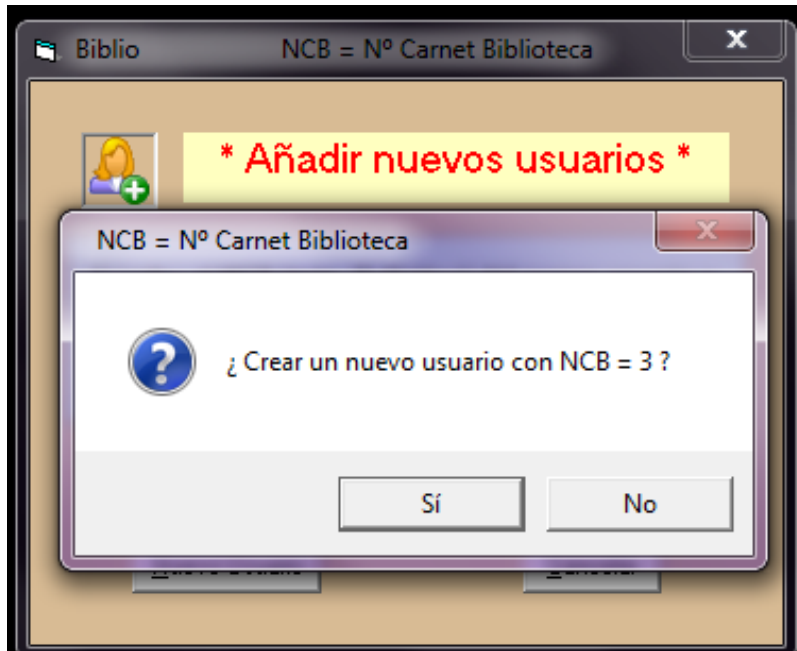 Biblio NCB = Nº Carnet Biblioteca
* Añadir nuevos usuarios *
NCB = Nº Carnet Biblioteca
¿ Crear un nuevo usuario con NCB = 3 ?
Sí No